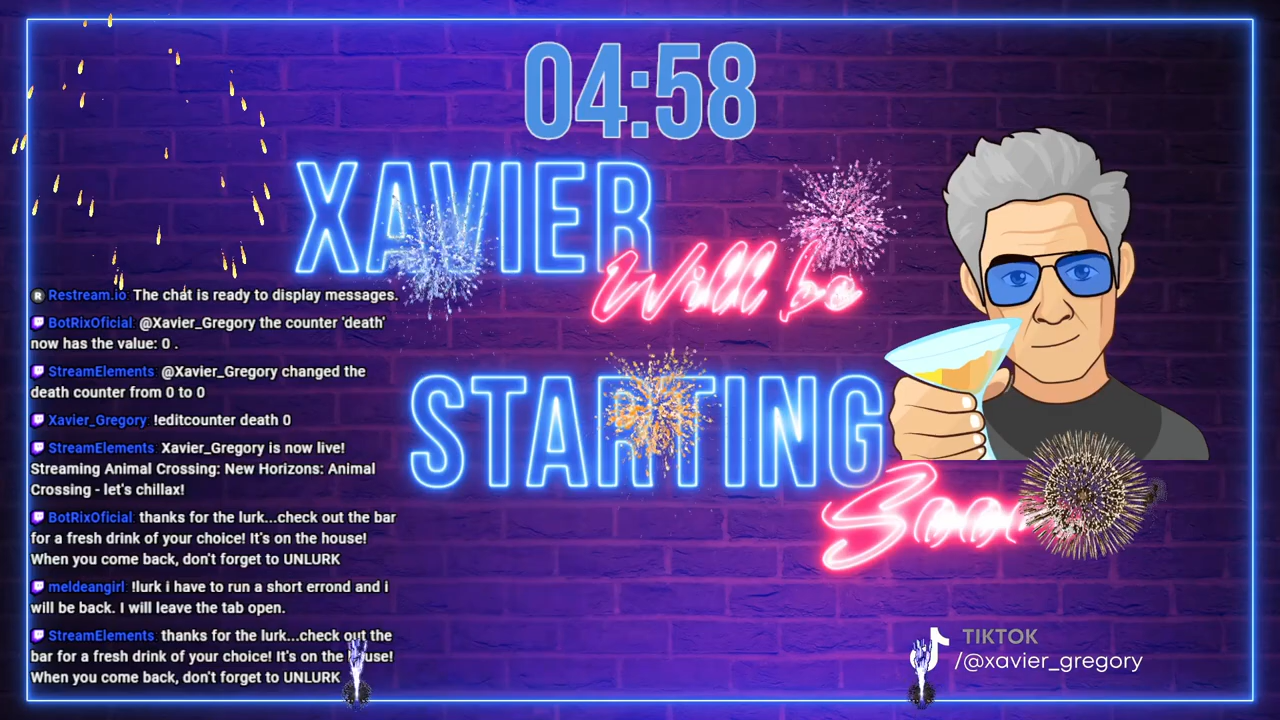 04:58
XAVIER
Will be
STARTING
Soon
Restream.io: The chat is ready to display messages.
BotRixOficial: @Xavier_Gregory the counter 'death'
now has the value: 0 .
StreamElements: @Xavier_Gregory changed the
death counter from 0 to 0
Xavier_Gregory: !editcounter death 0
StreamElements: Xavier_Gregory is now live!
Streaming Animal Crossing: New Horizons: Animal
Crossing - let's chillax!
BotRixOficial: thanks for the lurk...check out the bar
for a fresh drink of your choice! It's on the house!
When you come back, don't forget to UNLURK
meldeangirl: !lurk i have to run a short errond and i
will be back. I will leave the tab open.
StreamElements: thanks for the lurk...check out the
bar for a fresh drink of your choice! It's on the house!
When you come back, don't forget to UNLURK
TIKTOK
/@xavier_gregory